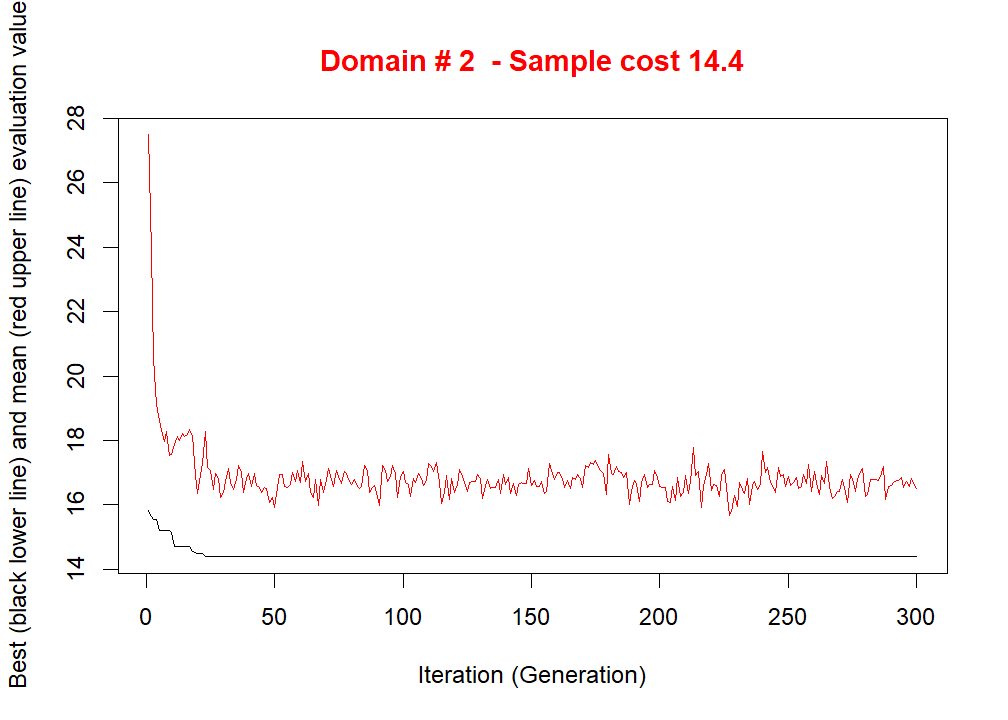 Domain # 2  - Sample cost 14.4
Best (black lower line) and mean (red upper line) evaluation value
28
26
24
22
20
18
16
14
0 50 100 150 200 250 300
Iteration (Generation)